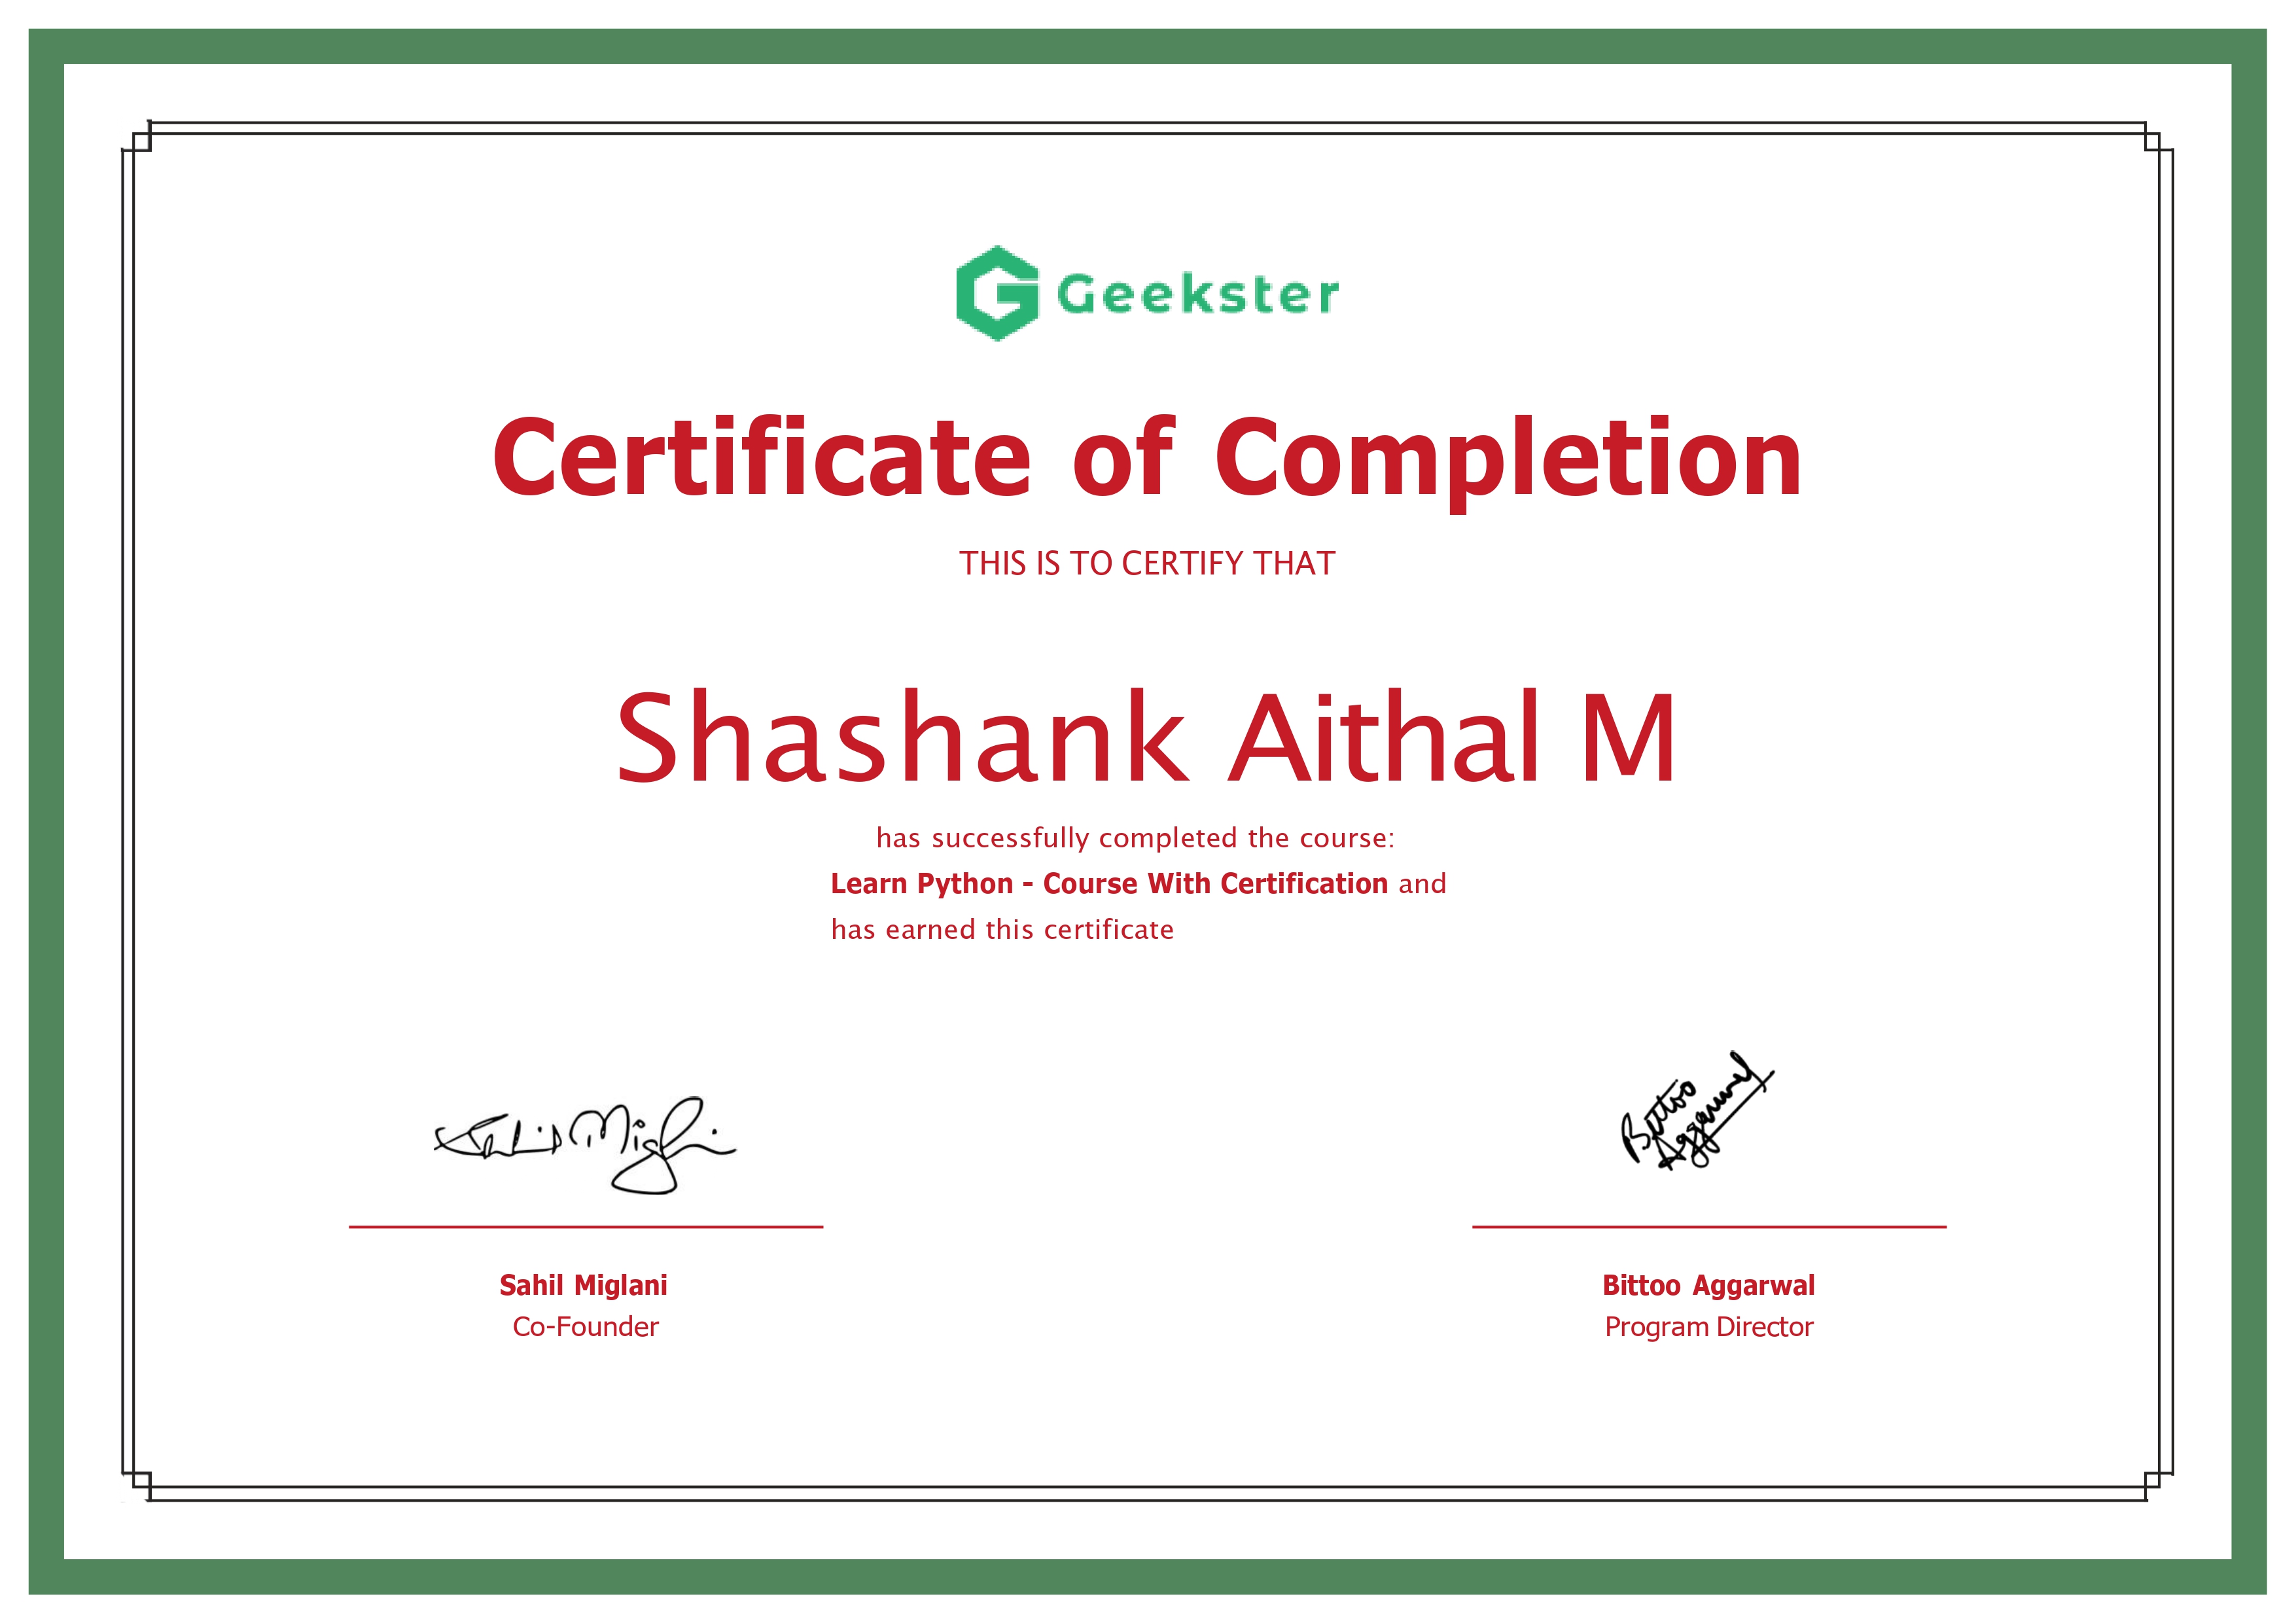 Geekster
Certificate of Completion
THIS IS TO CERTIFY THAT
Shashank Aithal M
has successfully completed the course:
Learn Python - Course With Certification and
has earned this certificate
Sahil Miglani
Bittoo
Aggarwal
Sahil Miglani
Co-Founder
Bittoo Aggarwal
Program Director